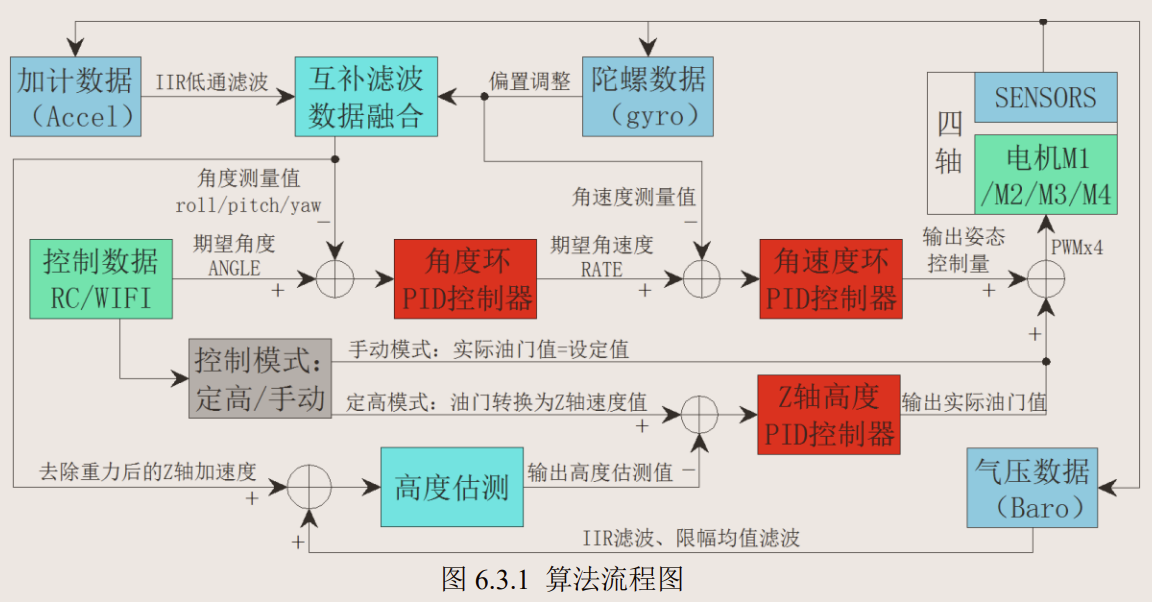 加计数据
（Accel）
IIR低通滤波
互补滤波
数据融合
偏置调整
陀螺数据
（gyro）
四
轴
SENSORS
电机M1
/M2/M3/M4
角度测量值
roll/pitch/yaw
−
角速度测量值
−
控制数据
RC/WIFI
期望角度
ANGLE
+
角度环
PID控制器
期望角速度
RATE
+
角速度环
PID控制器
输出姿态
控制量
+
PWMx4
+
控制模式：
定高/手动
手动模式：实际油门值=设定值
定高模式：油门转换为Z轴速度值
+
Z轴高度
PID控制器
输出实际油门值
去除重力后的Z轴加速度
+
高度估测
输出高度估测值
−
气压数据
（Baro）
+
IIR滤波、限幅均值滤波
图 6.3.1 算法流程图